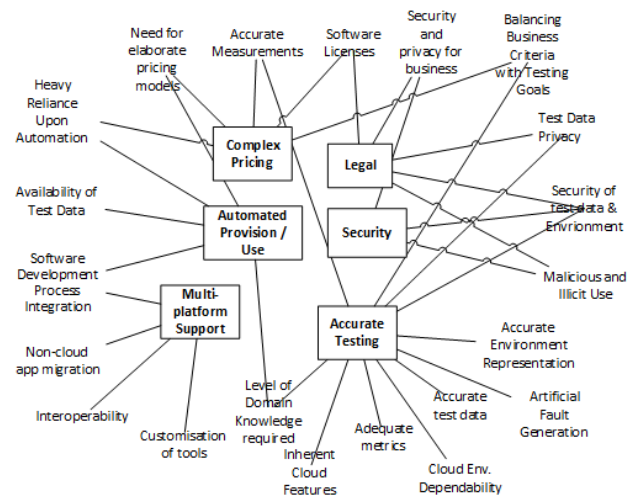 Need for
elaborate
pricing
models
Accurate
Measurements
Software
Licenses
Security
and
privacy for
business
Balancing
Business
Criteria
with Testing
Goals
Heavy
Reliance
Upon
Automation
Complex
Pricing
Legal
Test Data
Privacy
Availability of
Test Data
Automated
Provision /
Use
Security
Security of
test data &
Envrionment
Software
Development
Process
Integration
Multi-
platform
Support
Accurate
Testing
Malicious and
Illicit Use
Non-cloud
app migration
Accurate
Environment
Representation
Interoperability
Customisation
of tools
Level of
Domain
Knowledge
required
Inherent
Cloud
Features
Adequate
metrics
Accurate
test data
Artificial
Fault
Generation
Cloud Env.
Dependability